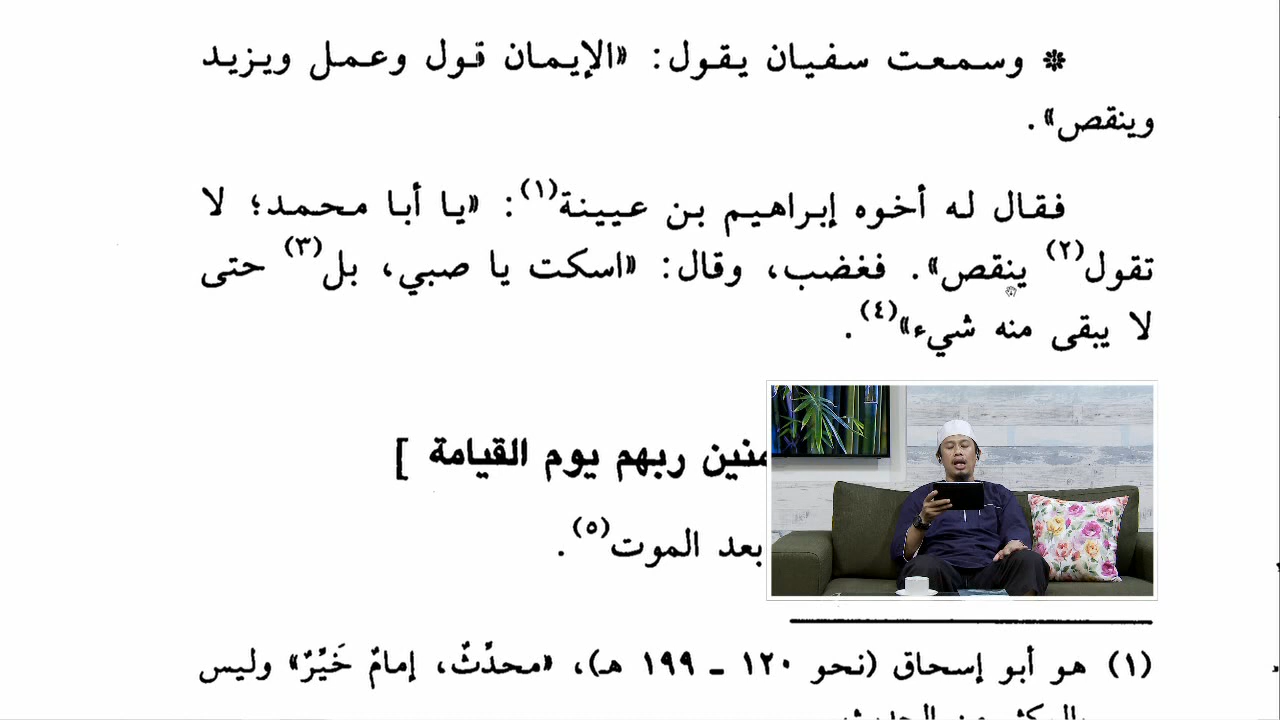 ❊ وسمعت سفيان يقول: «الإيمان قول وعمل ويزيد
وينقص».
فقال له أخوه إبراهيم بن عيينة(١): «يا أبا محمد؛ لا
تقول(٢) ينقص». فغضب، وقال: «اسكت يا صبي، بل(٣) حتى
لا يبقى منه شيء»(٤).
ربهم يوم القيامة ]
بعد الموت(٥).
(١) هو أبو إسحاق (نحو ١٢٠ ـ ١٩٩ هـ)، «محدِّثٌ، إمامٌ خَيِّرٌ» وليس